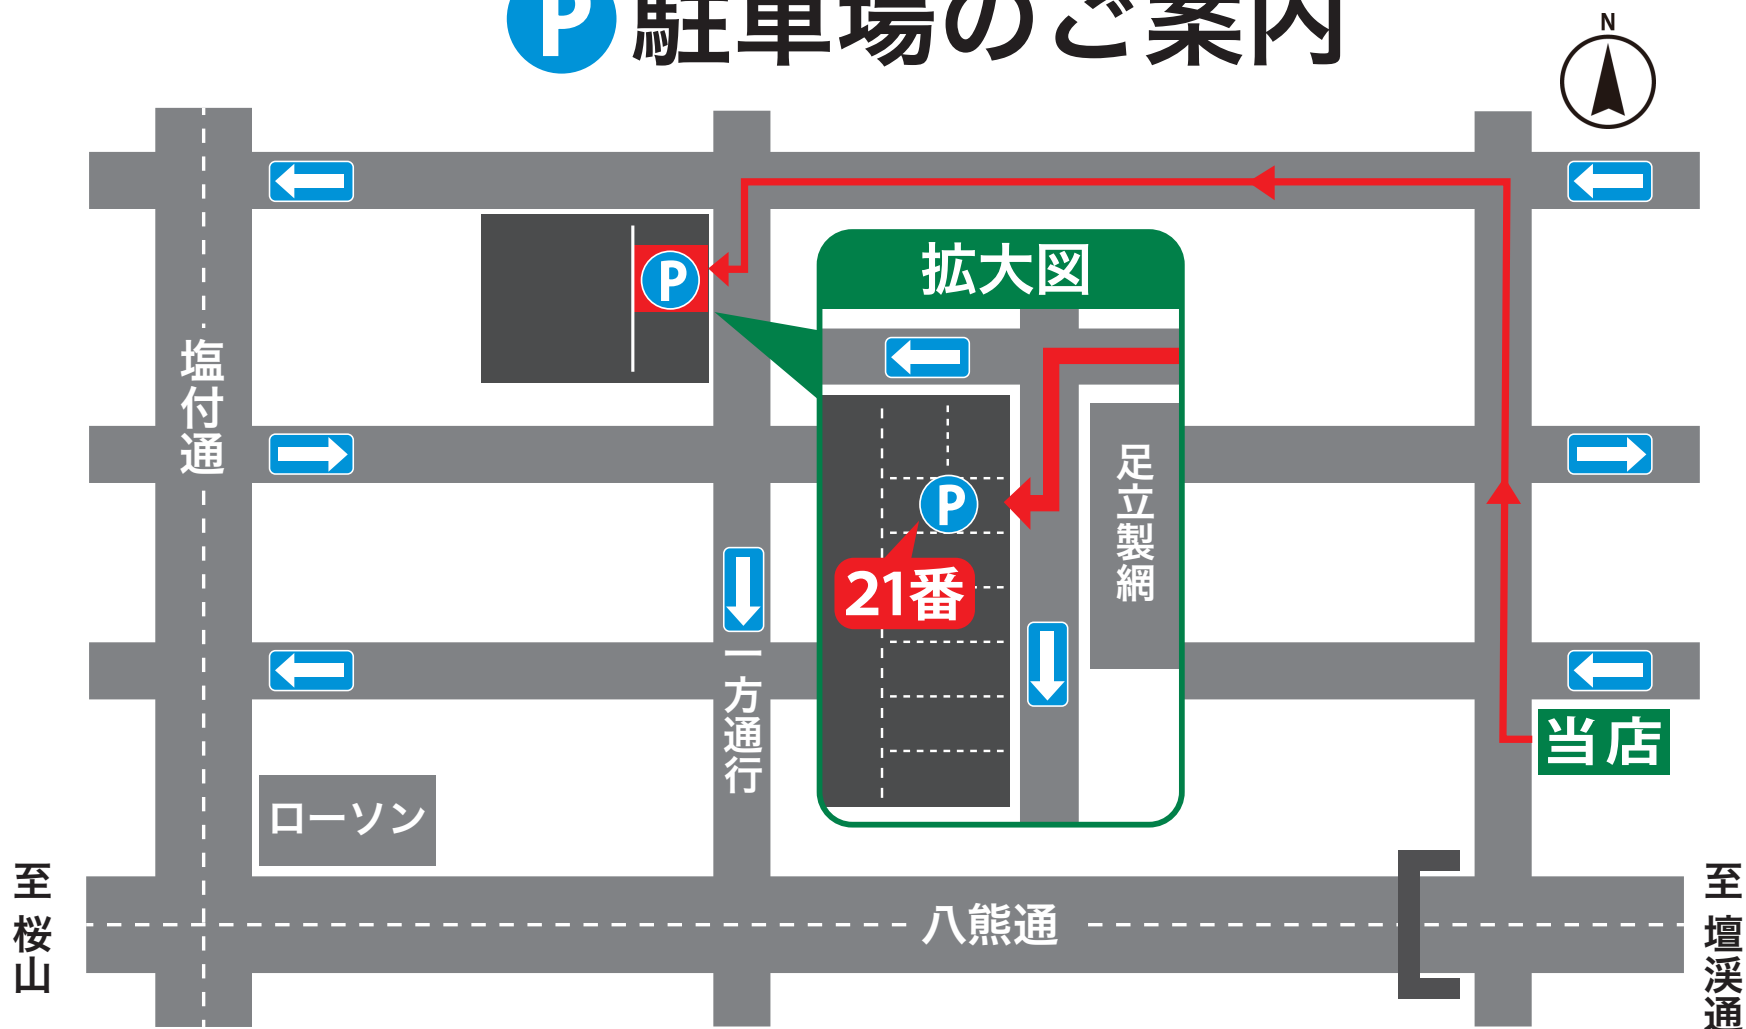 P 駐車場のご案内
N
P
拡大図
塩付通
足立製網
P
21番
一方通行
当店
ローソン
至 桜山
八熊通
至 壇渓通